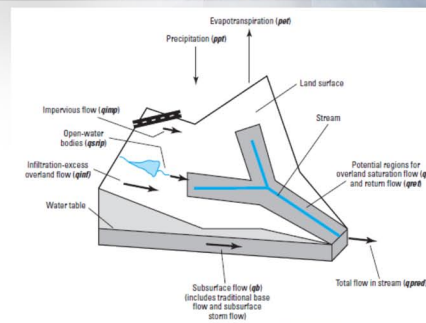 Evapotranspiration (pet)
Precipitation (ppt)
Land surface
Impervious flow (qimp)
Stream
Open-water
bodies (qsrip)
Infiltration-excess
overland flow (qinf)
Potential regions for
overland saturation flow (q
and return flow (qret)
Water table
Subsurface flow (qb)
(includes traditional base
flow and subsurface
storm flow)
Total flow in stream (qpred)